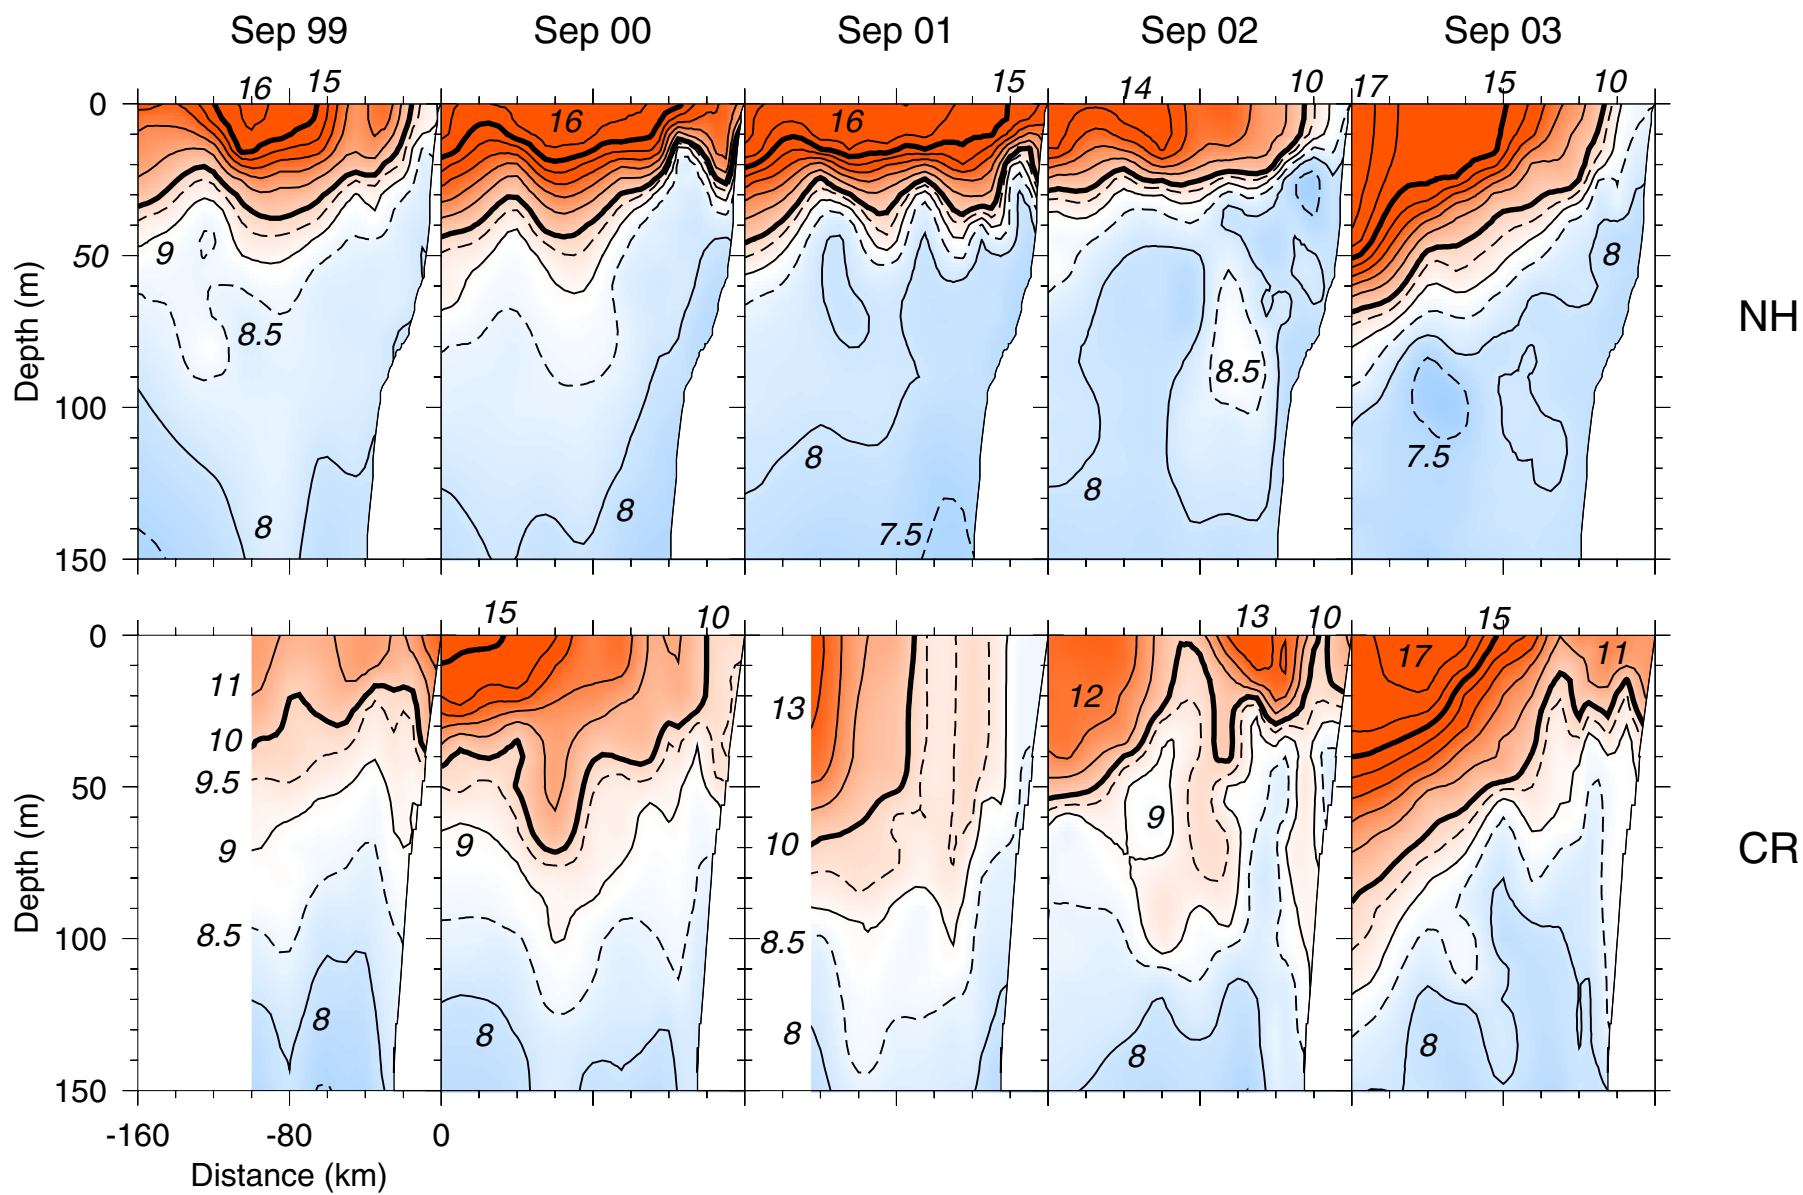 Sep 99 Sep 00 Sep 01 Sep 02 Sep 03
16 15 15 14 10 17 15 10
0 16 16
50 9 8
8.5 NH
8.5
100
8 8 7.5
8 8 7.5
150
Depth (m)
15 10 13 10 15
0 17 11
11 12
13
10
9.5
50
9 9 10 9 CR
8.5 8.5
100
8 8 8 8 8
150
Depth (m)
-160 -80 0
Distance (km)